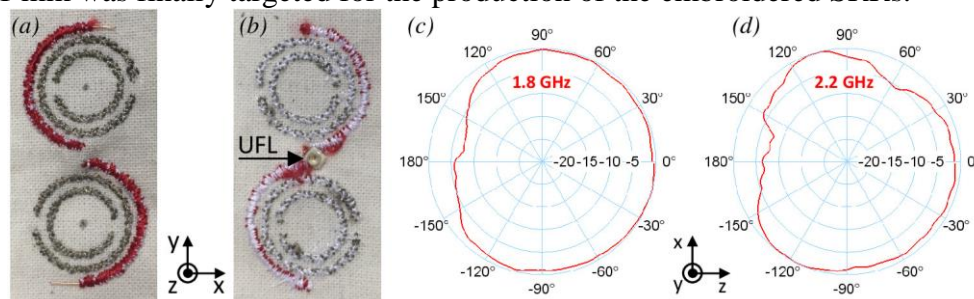 1 mm was finally targeted for the production of the embroidered SRRs.
(a)
(b)
UFL
y
z
x
(c)
90°
120°
60°
1.8 GHz
150°
30°
180°
-20
-15
-10
-5
0°
-150°
-30°
-120°
-60°
-90°
(d)
90°
120°
60°
2.2 GHz
150°
30°
180°
-20
-15
-10
-5
0
-150°
-30°
-120°
-60°
-90°
x
y
z